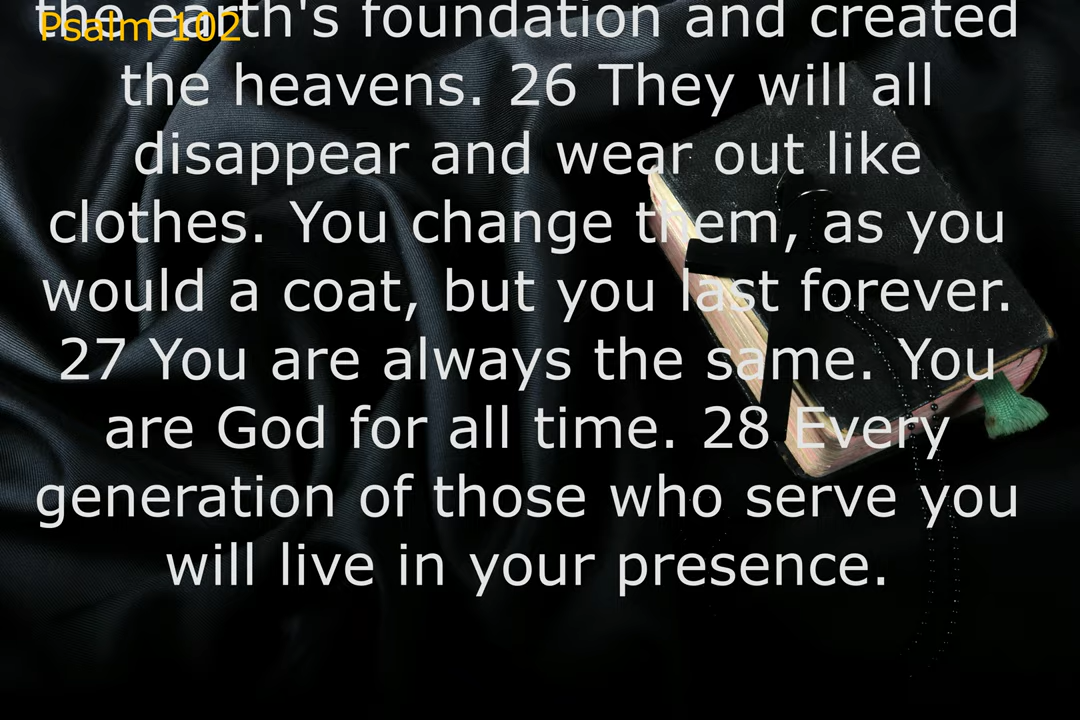 Psalm 102
the earth's foundation and created
the heavens. 26 They will all
disappear and wear out like
clothes. You change them, as you
would a coat, but you last forever.
27 You are always the same. You
are God for all time. 28 Every
generation of those who serve you
will live in your presence.